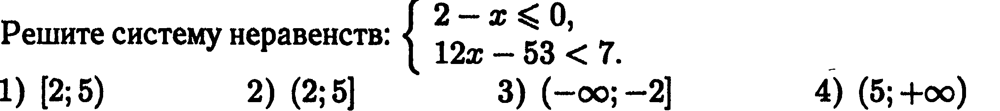 Решите систему неравенств: { 2 − x ⩽ 0,
12x − 53 < 7.
1) [2; 5) 2) (2; 5] 3) (−∞; −2] 4) (5; +∞)